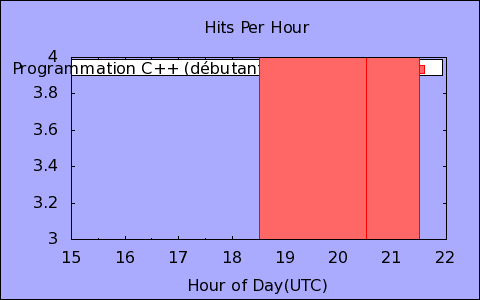 Hits Per Hour
Programmation C++ (débutant
4
3.8
3.6
3.4
3.2
3
15 16 17 18 19 20 21 22
Hour of Day(UTC)